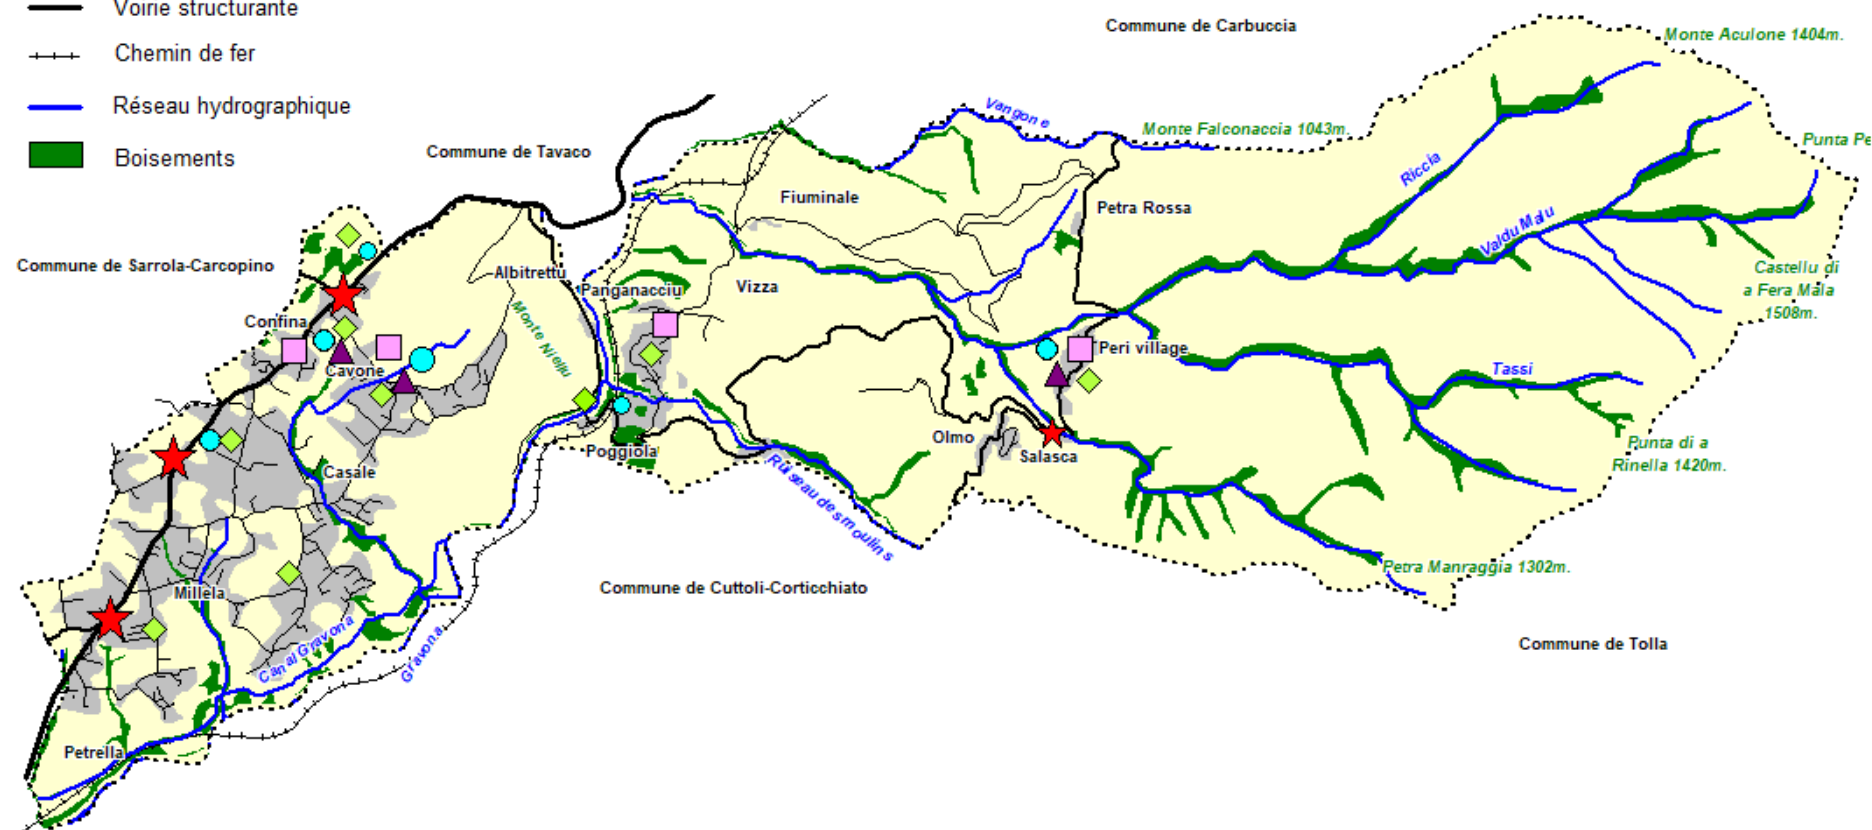 Voirie structurante
Chemin de fer
Réseau hydrographique
Boisements
Commune de Carbuccia
Monte Aculone 1404m.
Vangone
Monte Falconaccia 1043m.
Punta Pe
Commune de Tavaco
Riccia
Fiuminale
Petra Rossa
Valdu Malu
Commune de Sarrola-Carcopino
Albitrettu
Panganacciu
Vizza
Castellu di
a Fera Mala
1508m.
Confina
Monte Nieliu
Cavone
Peri village
Tassi
Olmo
Salasca
Poggiola
Punta di a
Rinella 1420m.
Casale
Ruisseau des moulins
Petra Manraggia 1302m.
Commune de Cuttoli-Corticchiato
Millela
Canal Gravona
Gravona
Commune de Tolla
Petrella